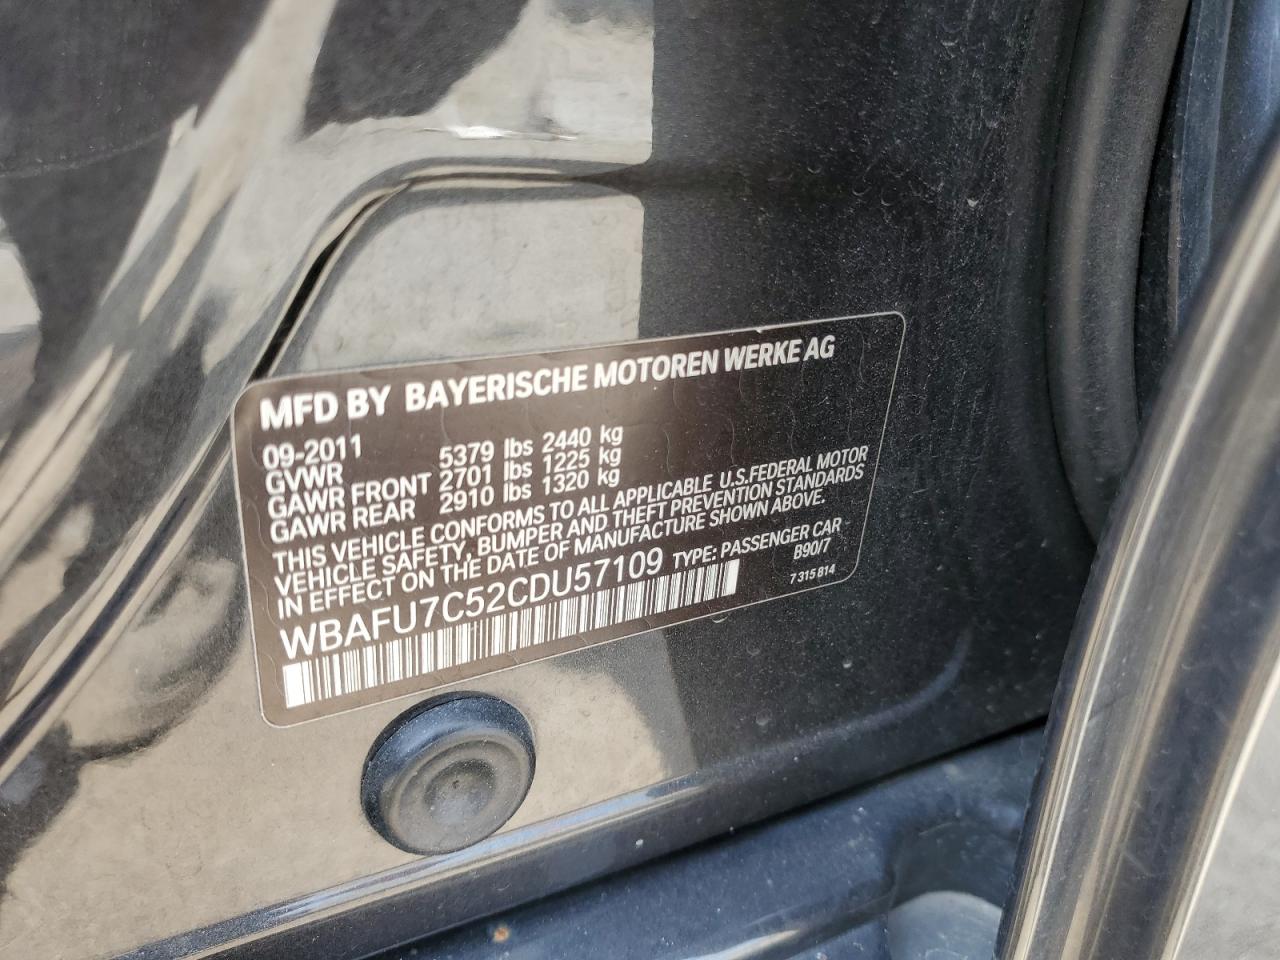 MFD BY BAYERISCHE MOTOREN WERKE AG
09-2011
GVWR 5379 lbs 2440 kg
GAWR FRONT 2701 lbs 1225 kg
GAWR REAR 2910 lbs 1320 kg
THIS VEHICLE CONFORMS TO ALL APPLICABLE U.S.FEDERAL MOTOR
VEHICLE SAFETY, BUMPER AND THEFT PREVENTION STANDARDS
IN EFFECT ON THE DATE OF MANUFACTURE SHOWN ABOVE.
WBAFU7C52CDU57109 TYPE: PASSENGER CAR
B90/7
7 315 814